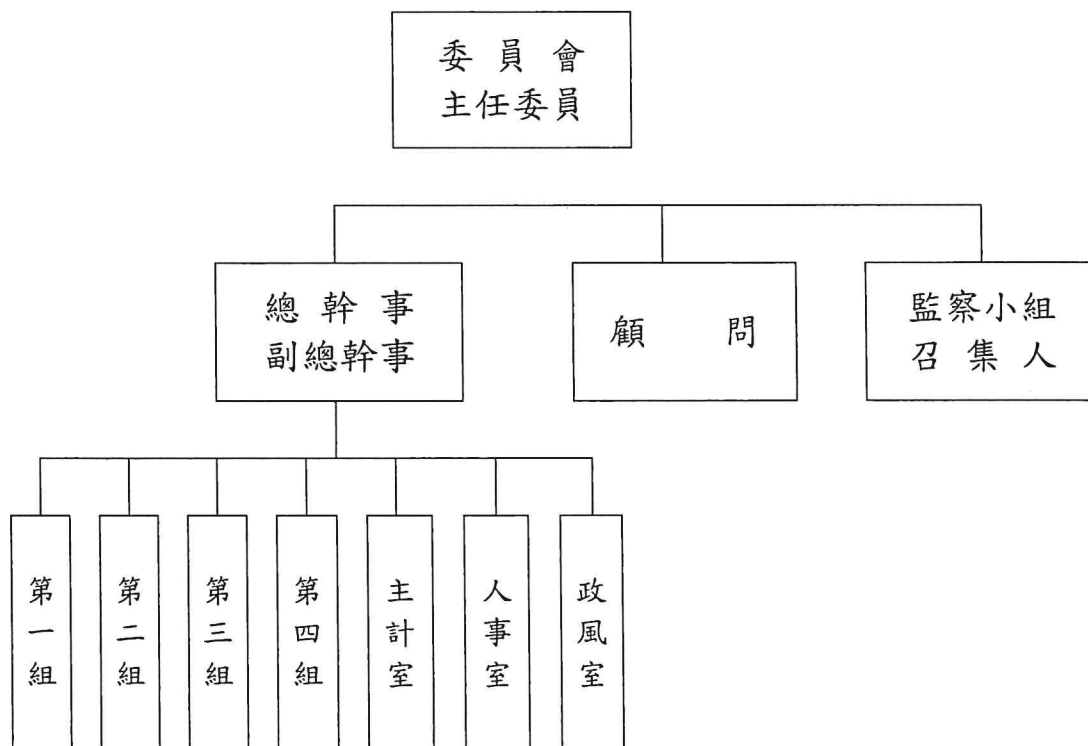 委員會
主任委員
總幹事
副總幹事
顧問
監察小組
召集人
第一組
第二組
第三組
第四組
主計室
人事室
政風室